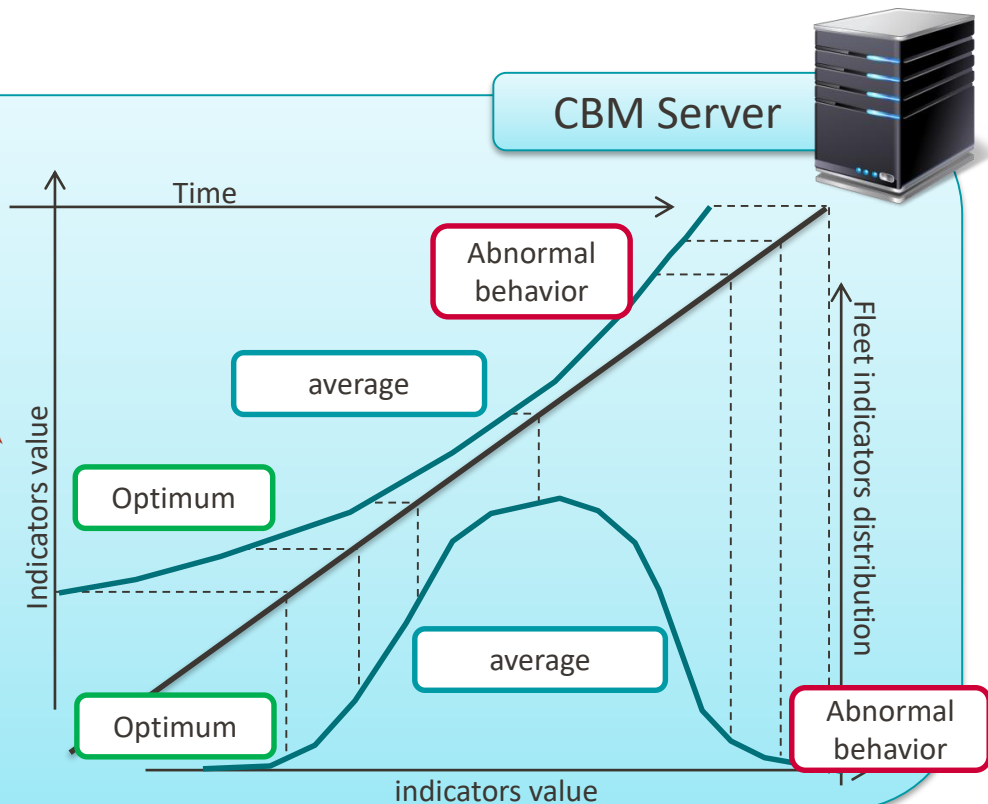 CBM Server
Time
Abnormal
behavior
average
Optimum
Indicators value
Fleet indicators distribution
average
Optimum
Abnormal
behavior
indicators value